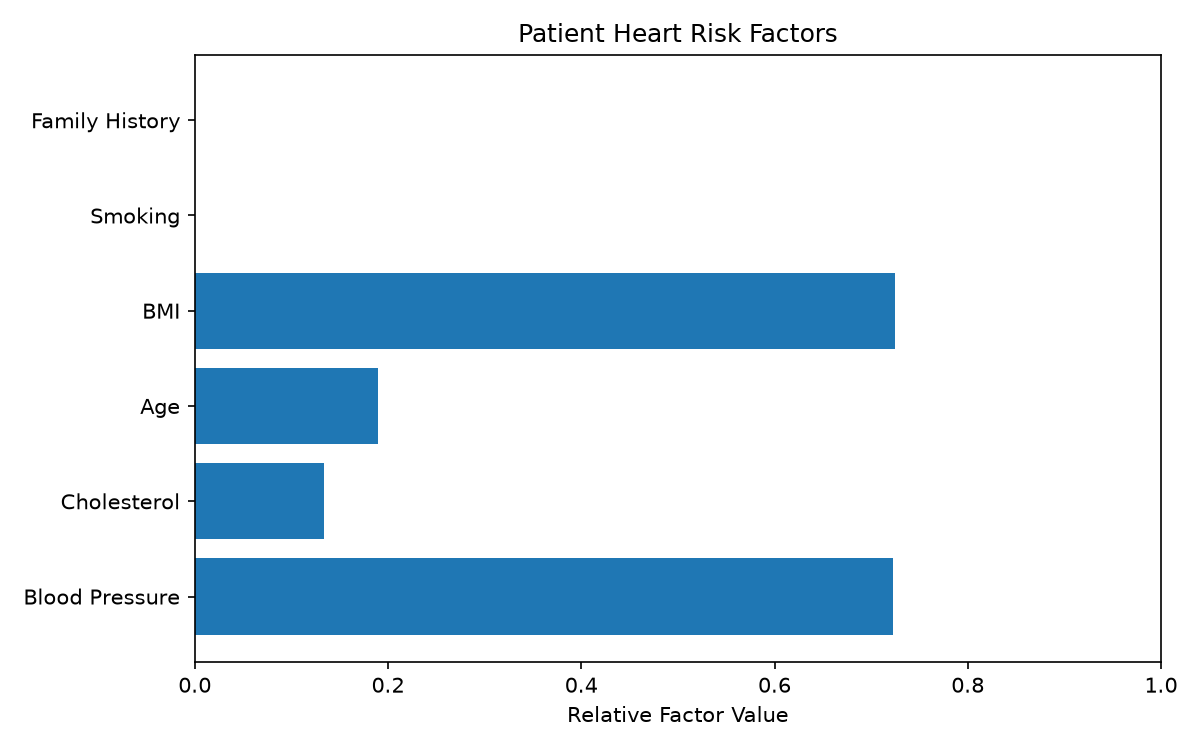 Patient Heart Risk Factors
Family History
Smoking
BMI
Age
Cholesterol
Blood Pressure
0.0 0.2 0.4 0.6 0.8 1.0
Relative Factor Value